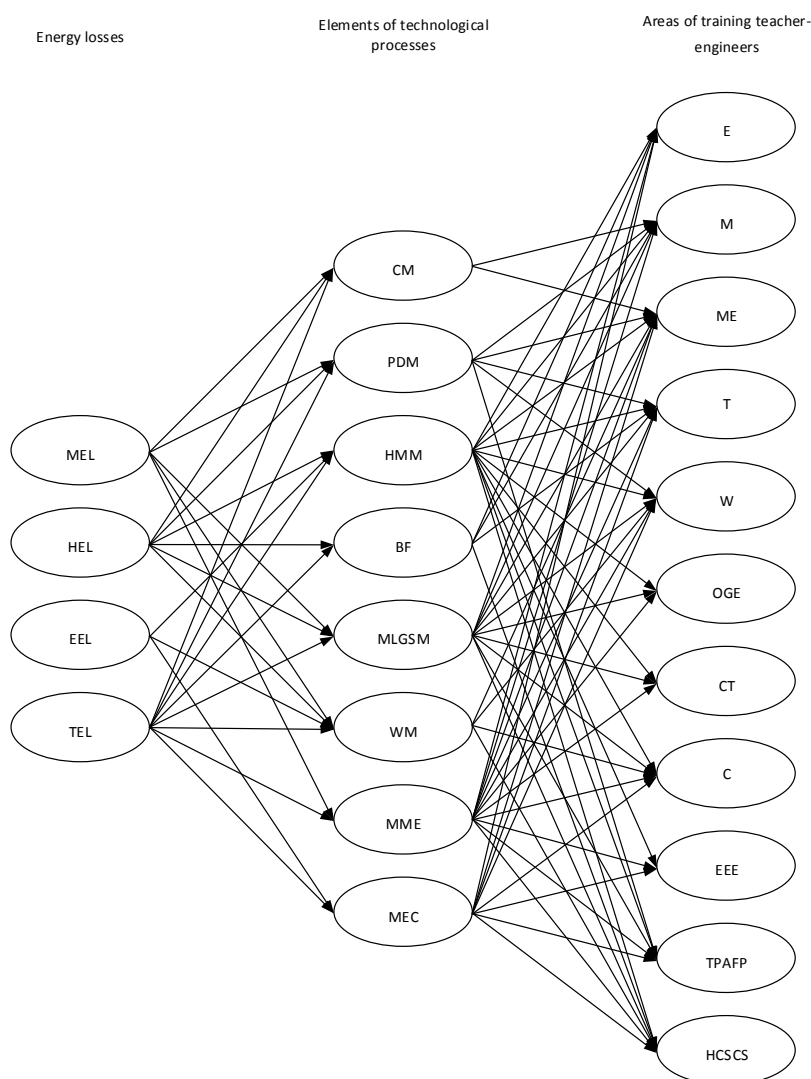 Energy losses
Elements of technological
processes
Areas of training teacher-
engineers
MEL
HEL
EEL
TEL
CM
PDM
HMM
BF
MLGSM
WM
MME
MEC
E
M
ME
T
W
OGE
CT
C
EEE
TPAFP
HCSCS